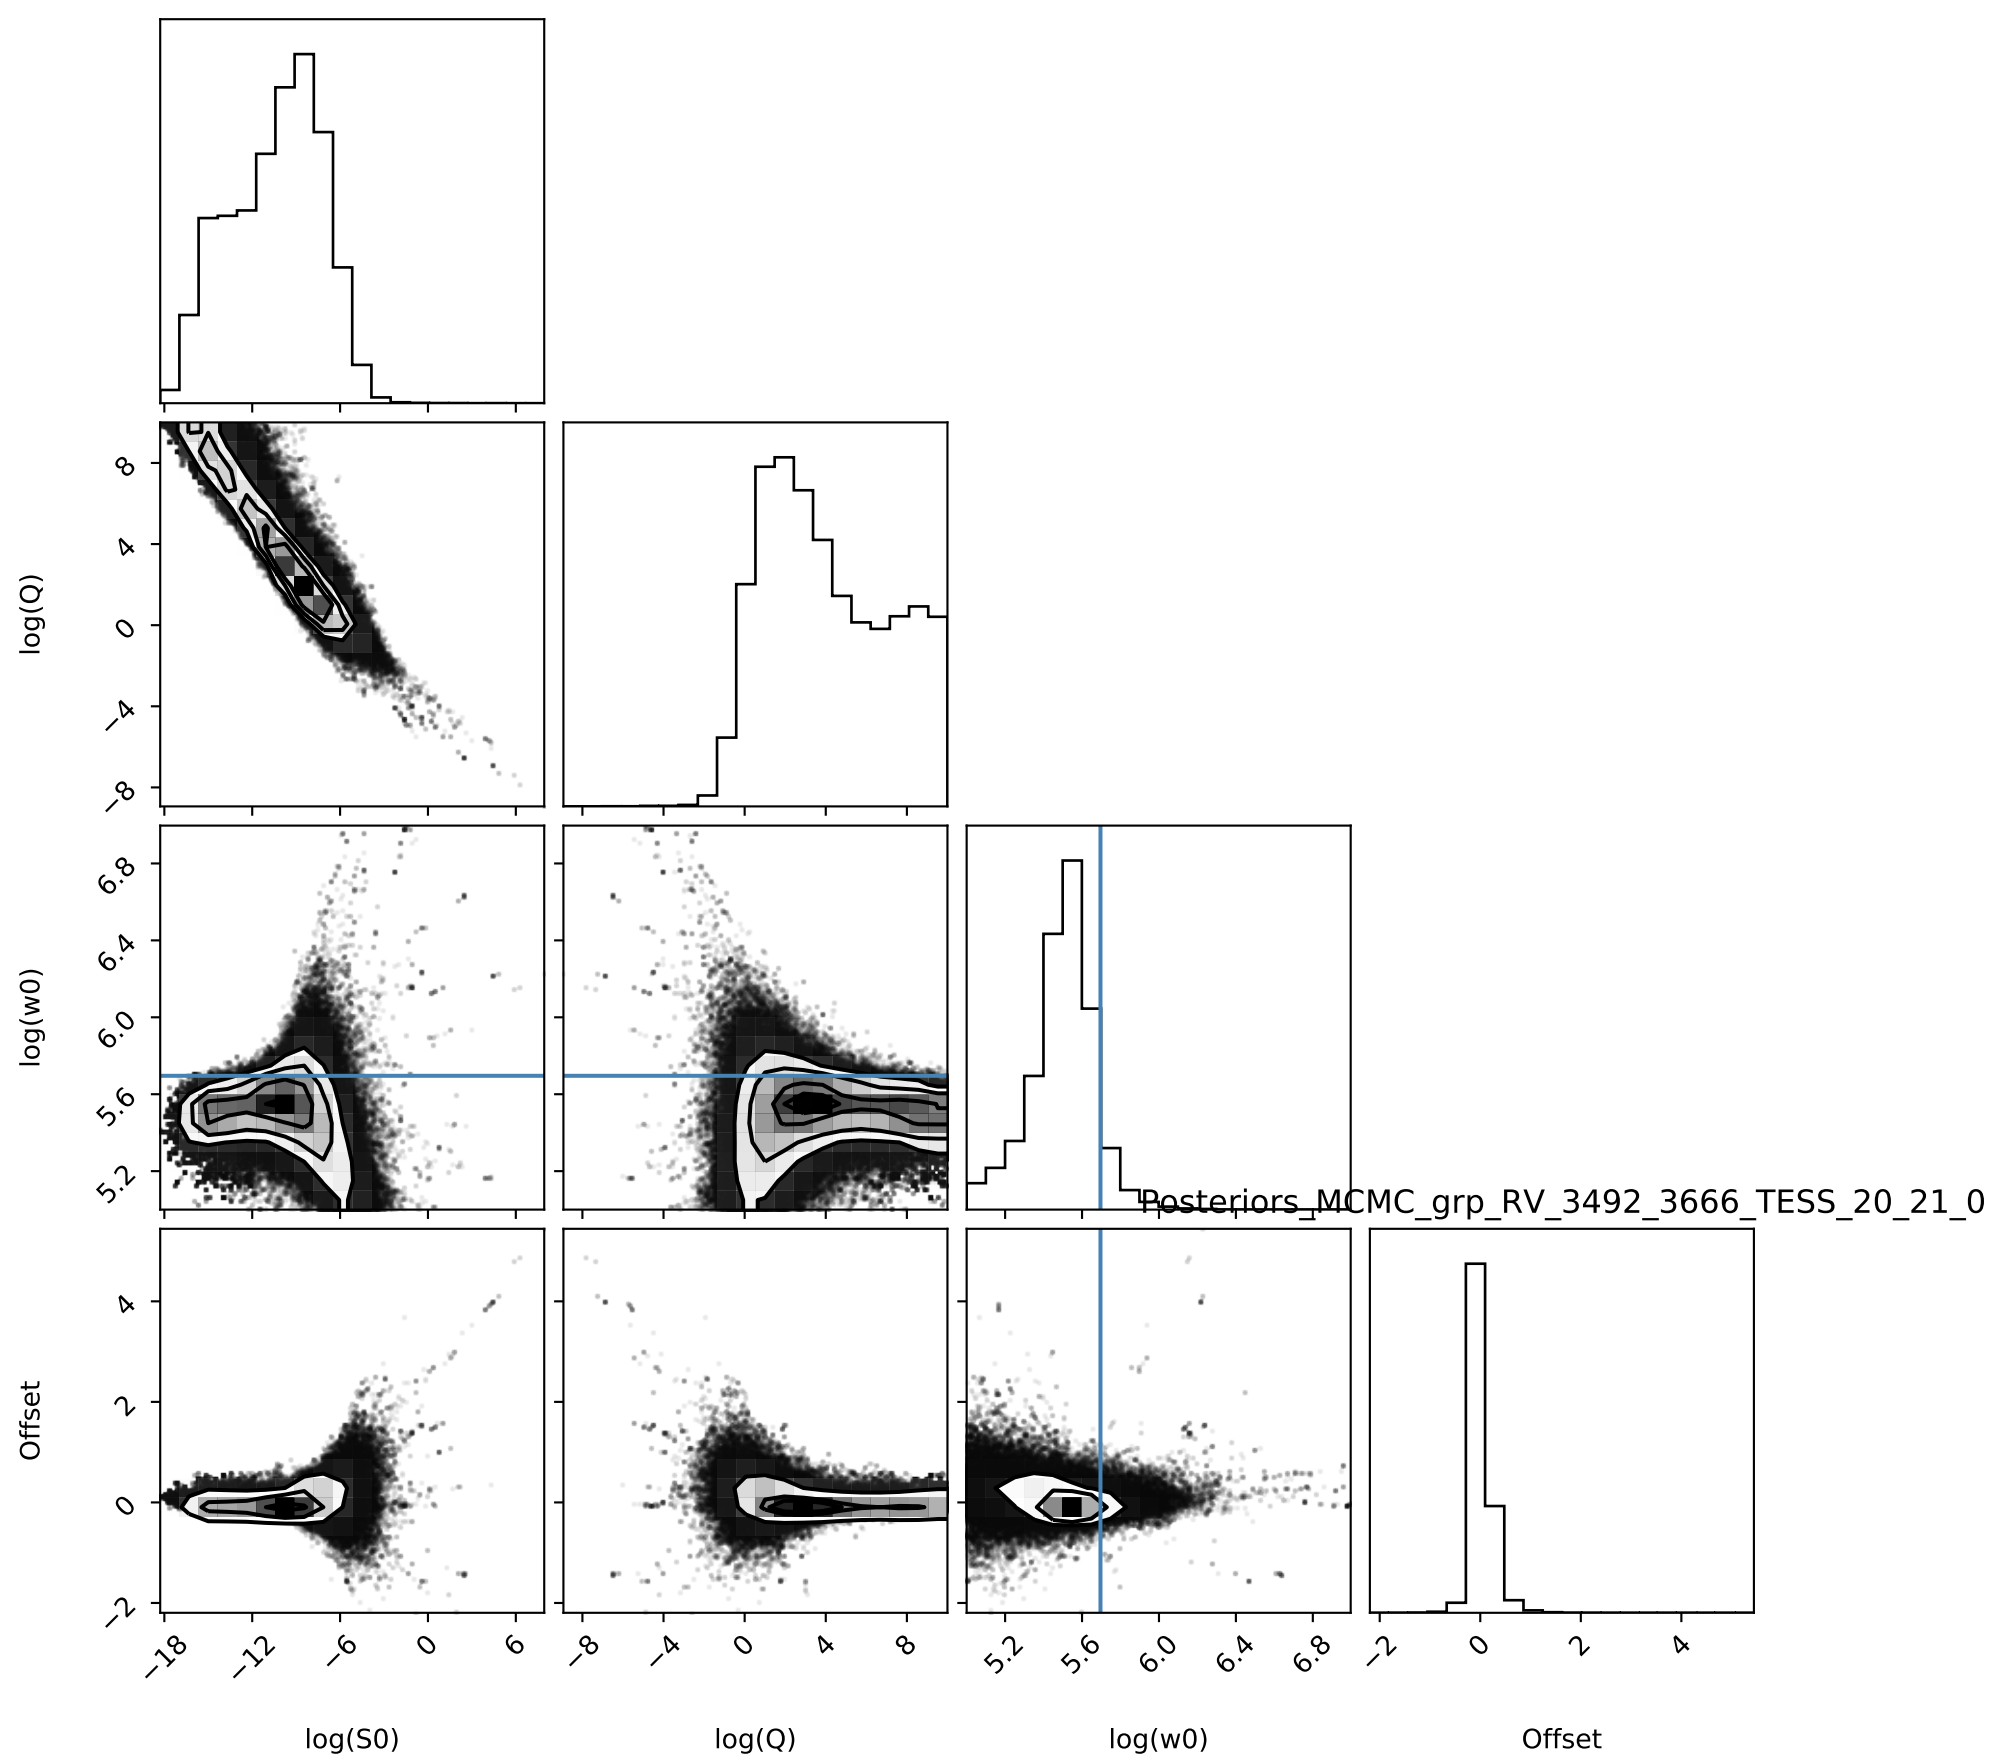 log(Q)
8
4
0
−4
−8
log(w0)
6.8
6.4
6.0
5.6
5.2
Posteriors_MCMC_grp_RV_3492_3666_TESS_20_21_0
Offset
4
2
0
−2
−18 −12 −6 0 6
−8 −4 0 4 8
5.2 5.6 6.0 6.4 6.8
−2 0 2 4
log(S0) log(Q) log(w0) Offset